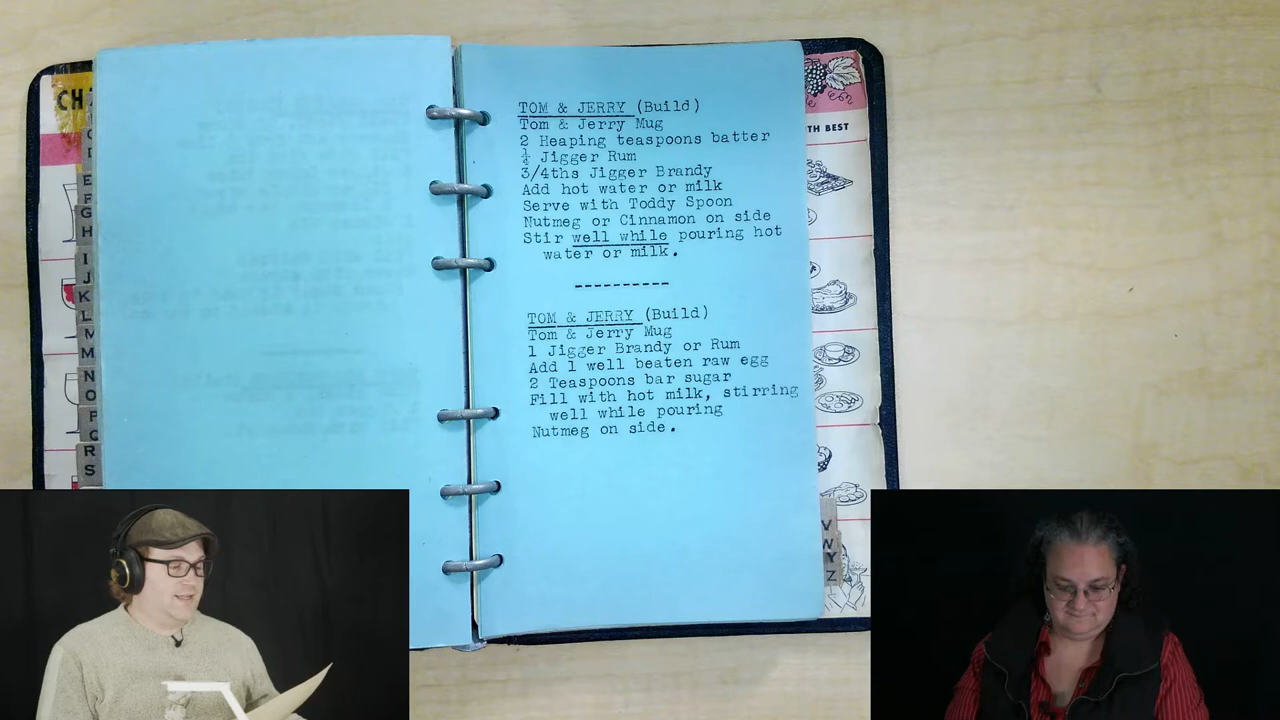 CH
E
F
G
H
I
J
K
L
M
M
N
O
P
R
S
TOM & JERRY (Build)
Tom & Jerry Mug
2 Heaping teaspoons batter
¼ Jigger Rum
3/4ths Jigger Brandy
Add hot water or milk
Serve with Toddy Spoon
Nutmeg or Cinnamon on side
Stir well while pouring hot
water or milk.
----------
TOM & JERRY (Build)
Tom & Jerry Mug
1 Jigger Brandy or Rum
Add 1 well beaten raw egg
2 Teaspoons bar sugar
Fill with hot milk, stirring
well while pouring
Nutmeg on side.
TH BEST
V
W
Y
Z